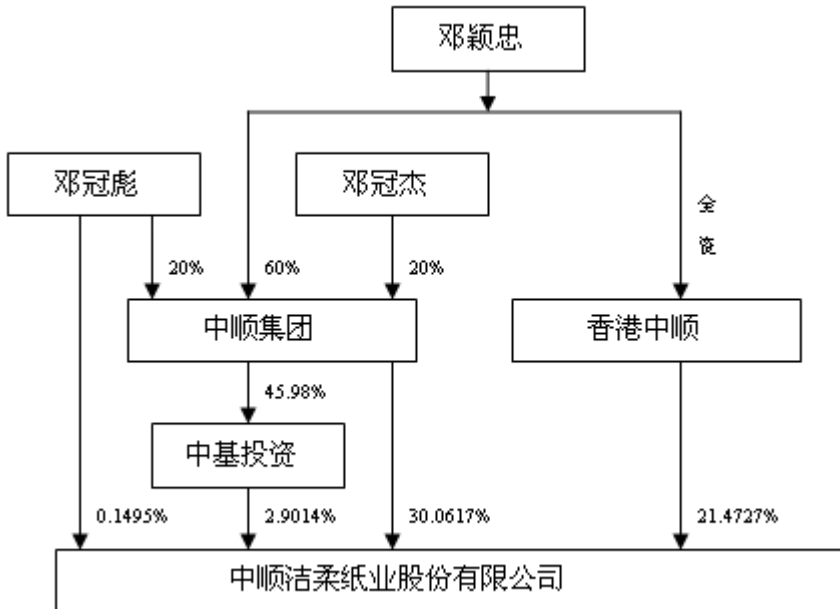 邓颖忠
邓冠彪
邓冠杰
全
资
20%
60%
20%
中顺集团
香港中顺
45.98%
中基投资
0.1495%
2.9014%
30.0617%
21.4727%
中顺洁柔纸业股份有限公司